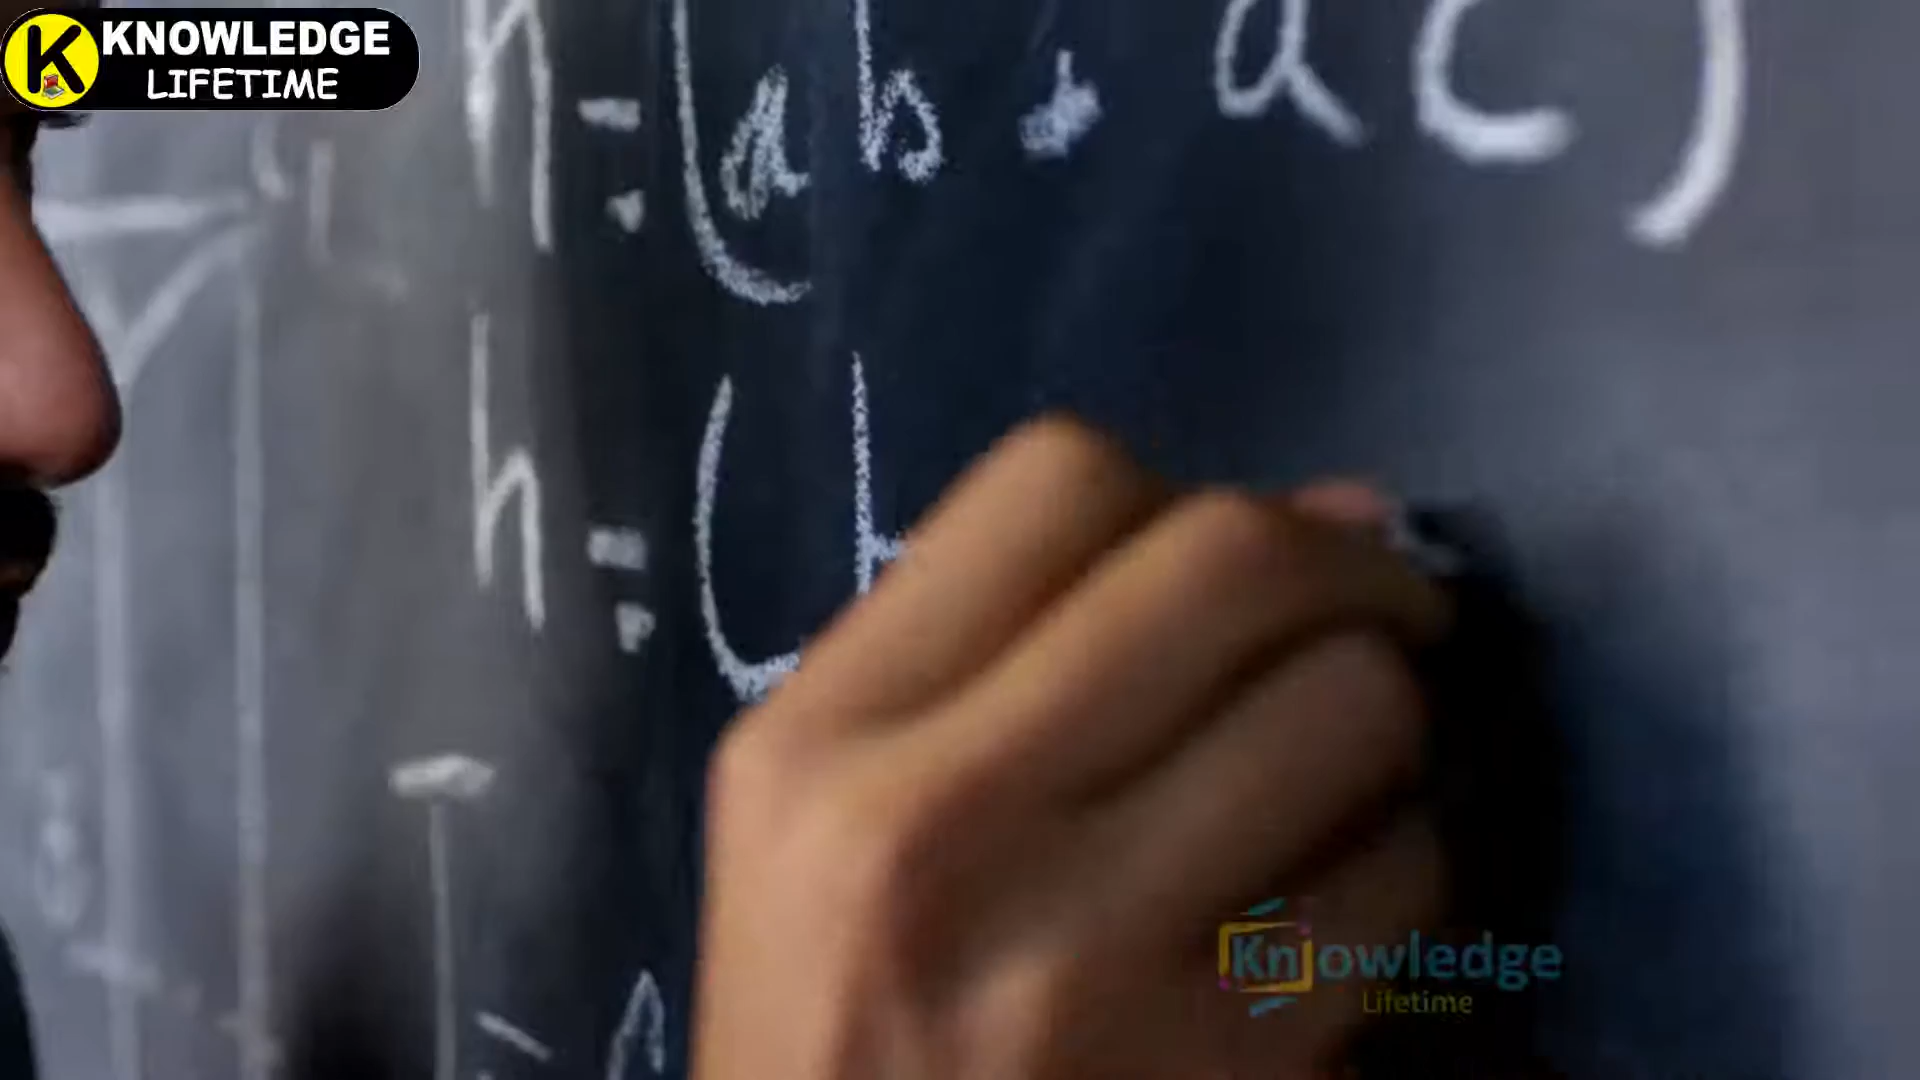 KNOWLEDGE
LIFETIME
h = (ab . ac)
h = (b
Knowledge
Lifetime